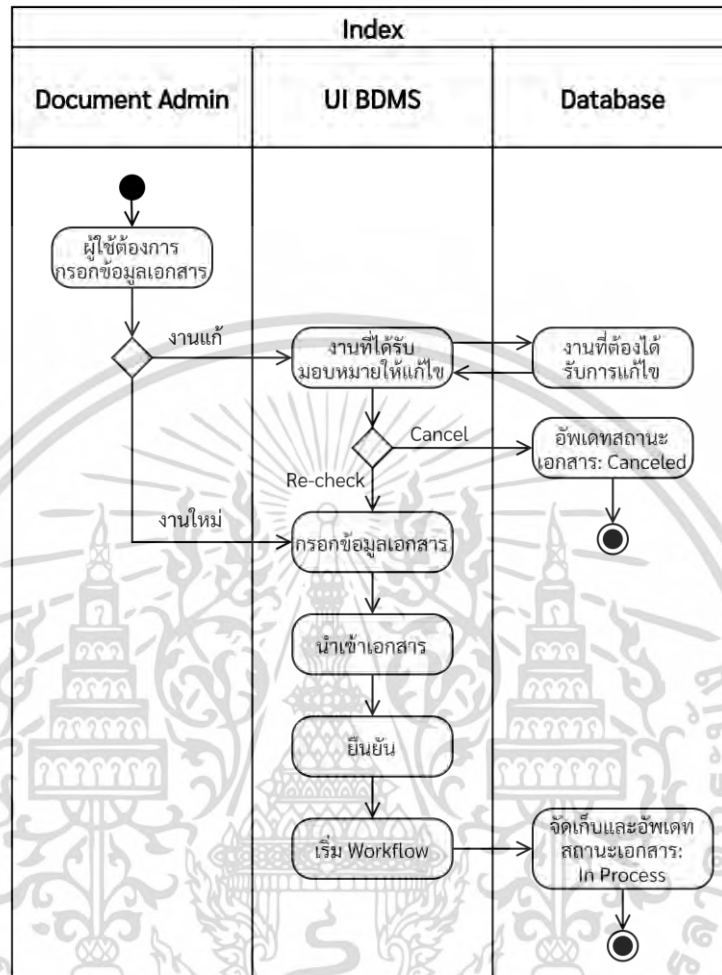 Index
Document Admin
UI BDMS
Database
ผู้ใช้ต้องการ
กรอกข้อมูลเอกสาร
งานแก้
งานที่ได้รับ
มอบหมายให้แก้ไข
งานที่ต้องได้
รับการแก้ไข
Cancel
อัพเดทสถานะ
เอกสาร: Canceled
Re-check
งานใหม่
กรอกข้อมูลเอกสาร
นำเข้าเอกสาร
ยืนยัน
เริ่ม Workflow
จัดเก็บและอัพเดท
สถานะเอกสาร:
In Process